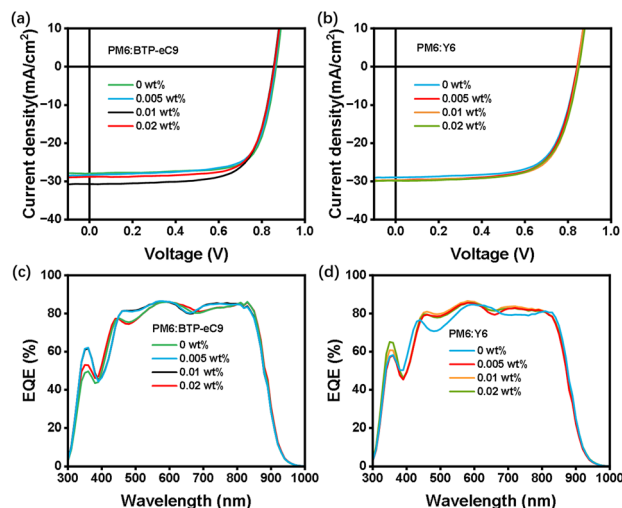 (a)
10
0
−10
−20
−30
−40
Current density(mA/cm²)
PM6:BTP-eC9
0 wt%
0.005 wt%
0.01 wt%
0.02 wt%
0.0 0.2 0.4 0.6 0.8 1.0
Voltage (V)
(b)
10
0
−10
−20
−30
−40
Current density(mA/cm²)
PM6:Y6
0 wt%
0.005 wt%
0.01 wt%
0.02 wt%
0.0 0.2 0.4 0.6 0.8 1.0
Voltage (V)
(c)
100
80
60
40
20
0
EQE (%)
PM6:BTP-eC9
0 wt%
0.005 wt%
0.01 wt%
0.02 wt%
300 400 500 600 700 800 900 1000
Wavelength (nm)
(d)
100
80
60
40
20
0
EQE (%)
PM6:Y6
0 wt%
0.005 wt%
0.01 wt%
0.02 wt%
300 400 500 600 700 800 900 1000
Wavelength (nm)